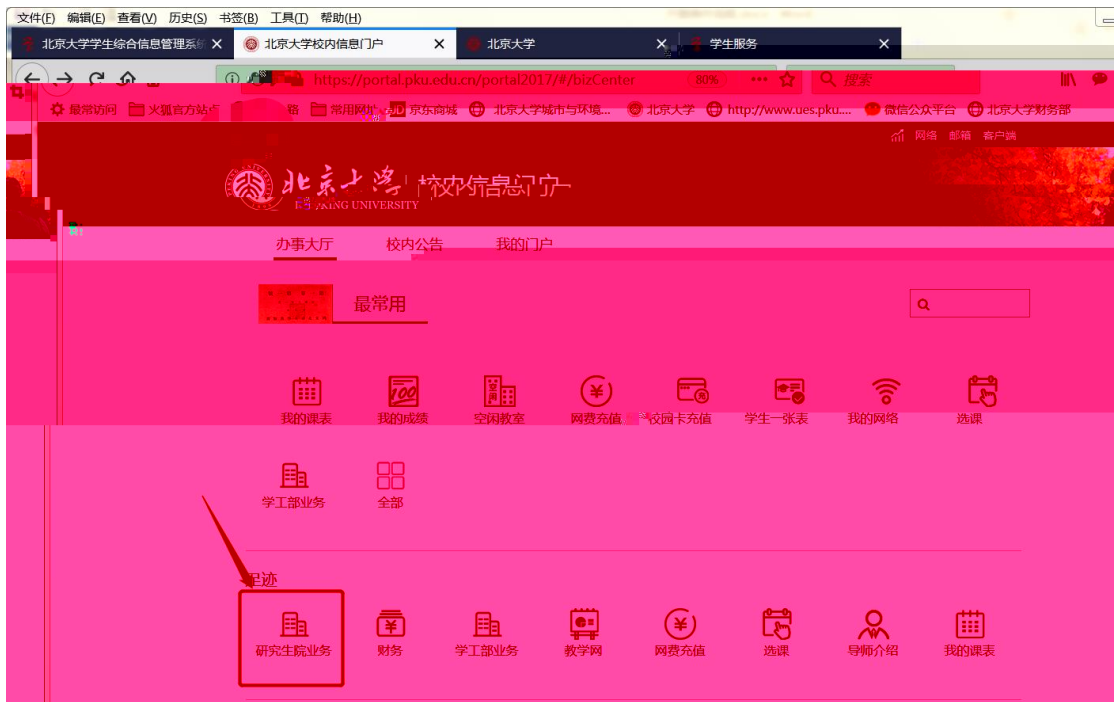 文件(F) 编辑(E) 查看(V) 历史(S) 书签(B) 工具(T) 帮助(H)
北京大学学生综合信息管理系统 北京大学校内信息门户 北京大学 学生服务
https://portal.pku.edu.cn/portal2017/#/bizCenter 80% 搜索
最常访问 火狐官方站点 常用网址 JD 京东商城 北京大学城市与环境... 北京大学 http://www.ues.pku.... 微信公众平台 北京大学财务部
网络 邮箱 客户端
北京大学 校内信息门户
PEKING UNIVERSITY
办事大厅 校内公告 我的门户
最常用
我的课表 我的成绩 空闲教室 网费充值 校园卡充值 学生一张表 我的网络 选课
学工部业务 全部
足迹
研究生院业务 财务 学工部业务 教学网 网费充值 选课 导师介绍 我的课表